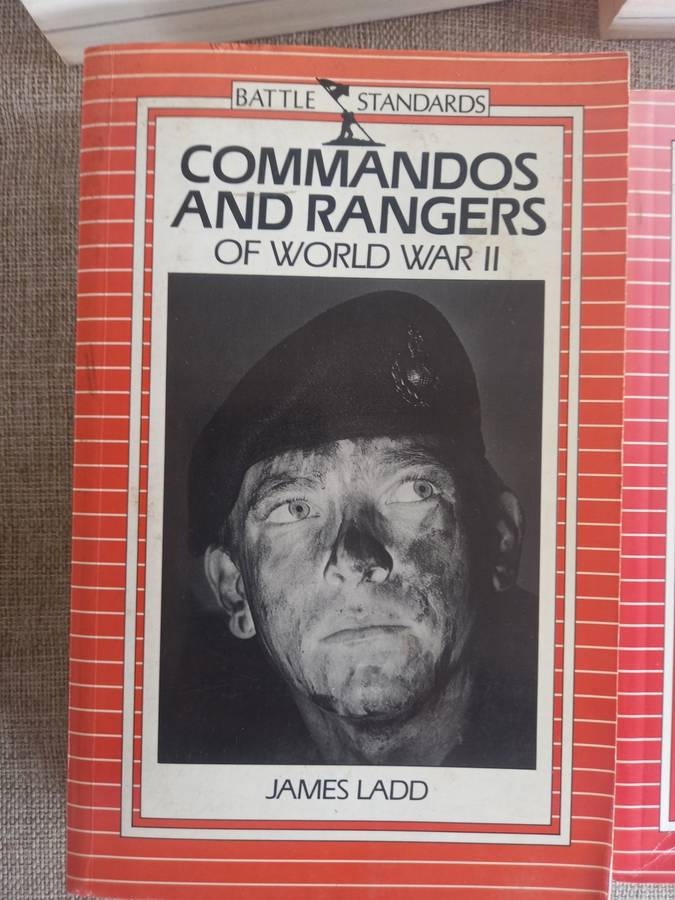 BATTLE STANDARDS
COMMANDOS
AND RANGERS
OF WORLD WAR II
JAMES LADD